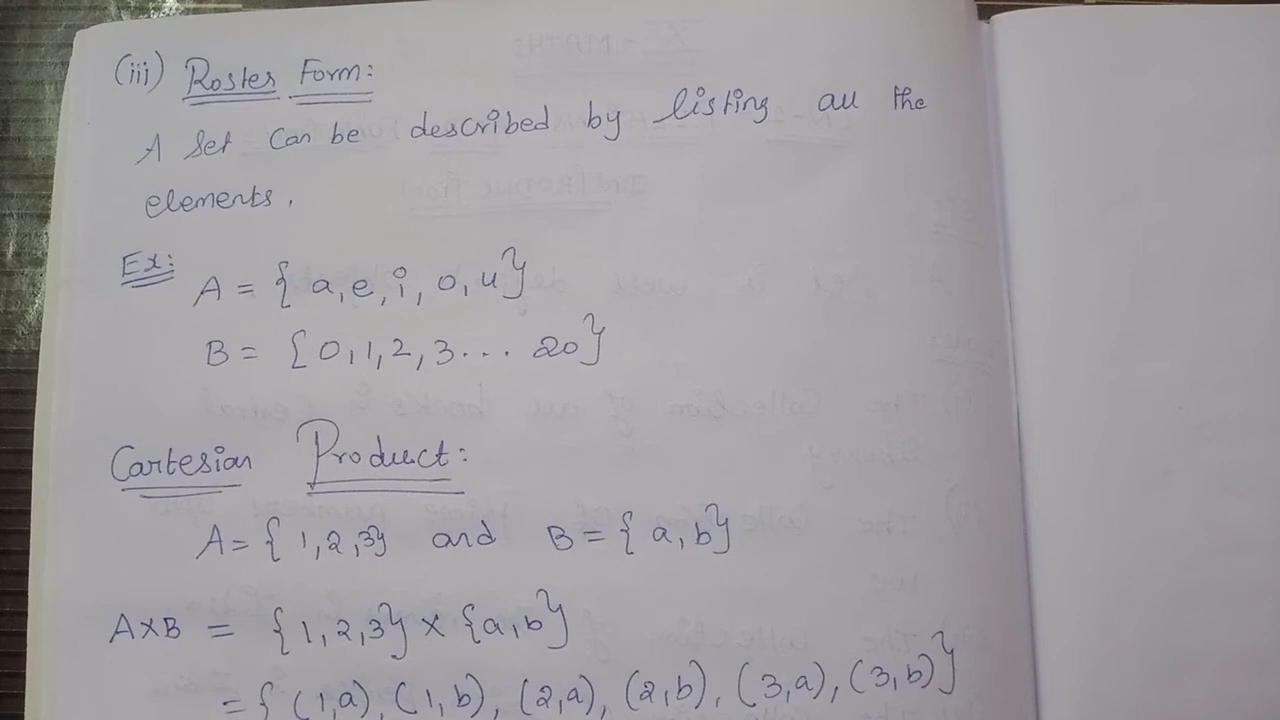 (iii) Roster Form:
A Set can be described by listing all the
elements.
Ex:
A = { a, e, i, o, u }
B = { 0, 1, 2, 3 ... 20 }
Cartesian Product:
A = { 1, 2, 3 } and B = { a, b }
A×B = { 1, 2, 3 } × { a, b }
= { (1, a), (1, b), (2, a), (2, b), (3, a), (3, b) }